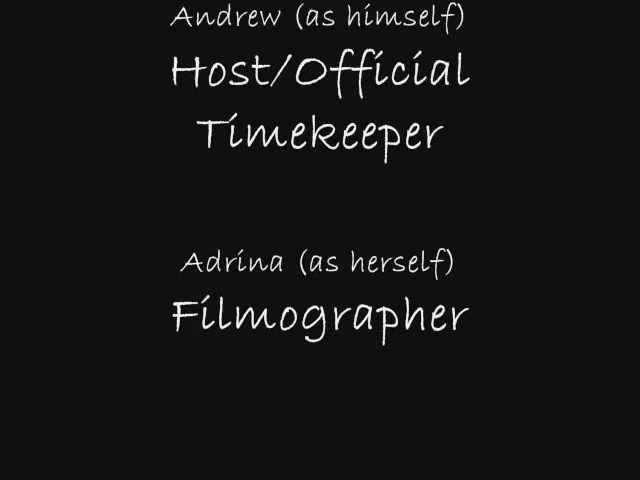 Andrew (as himself)
Host/Official
Timekeeper
Adrina (as herself)
Filmographer